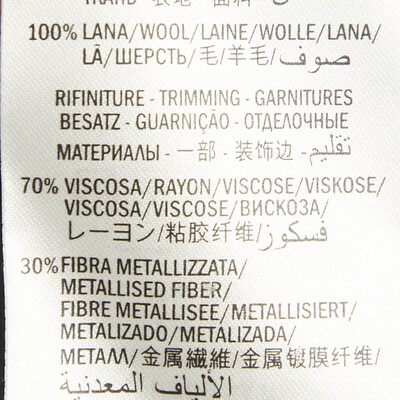 100% LANA/WOOL/LAINE/WOLLE/LANA/
LÃ/ШЕРСТЬ/毛/羊毛/صوف/
RIFINITURE - TRIMMING - GARNITURES
BESATZ - GUARNIÇÃO - ОТДЕЛОЧНЫЕ
МАТЕРИАЛЫ - 一部 - 装饰边 - تقليم
70% VISCOSA/RAYON/VISCOSE/VISKOSE/
VISCOSA/VISCOSE/ВИСКОЗА/
レーヨン/粘胶纤维/فسكوز
30% FIBRA METALLIZZATA/
METALLISED FIBER/
FIBRE METALLISEE/METALLISIERT/
METALIZADO/METALIZADA/
МЕТАЛЛ/金属繊維/金属镀膜纤维/
الألياف المعدنية